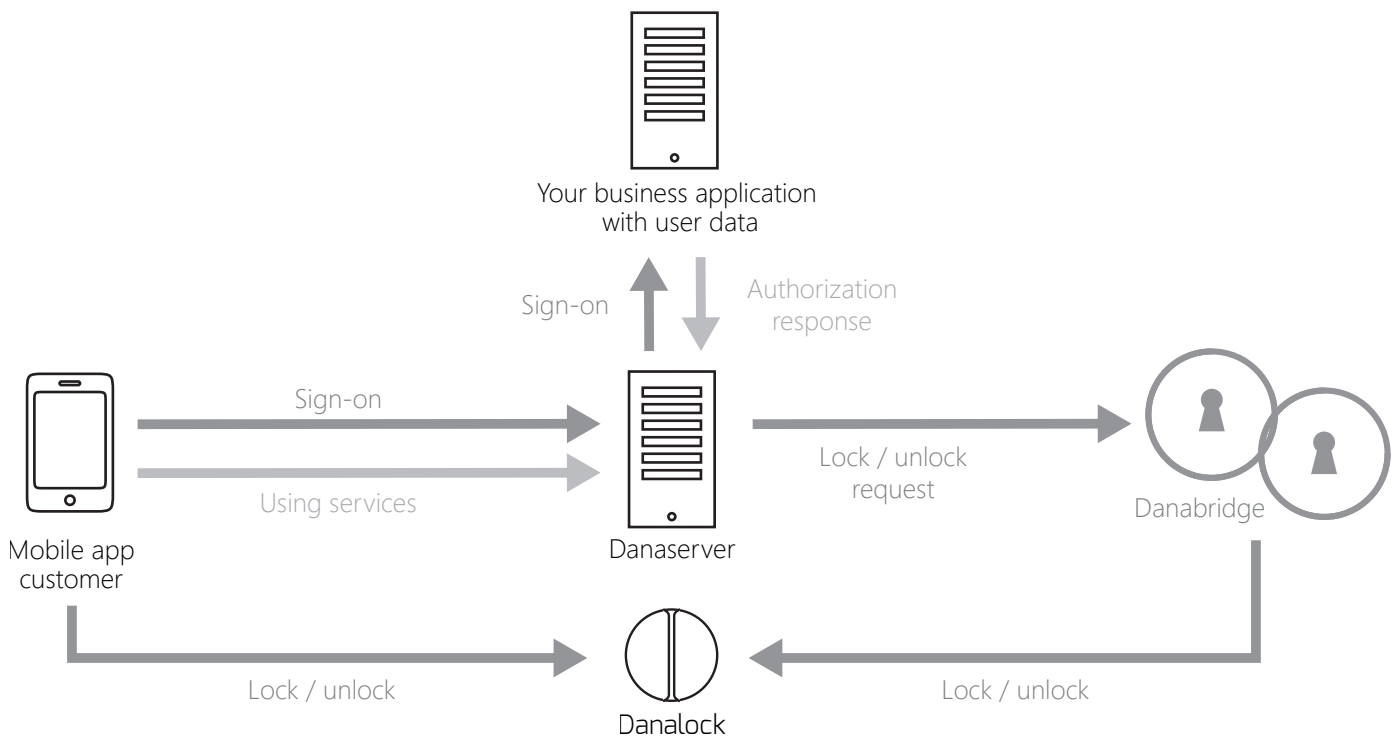 Your business application
with user data
Sign-on
Authorization
response
Sign-on
Using services
Lock / unlock
request
Danabridge
Mobile app
customer
Danaserver
Lock / unlock
Lock / unlock
Danalock